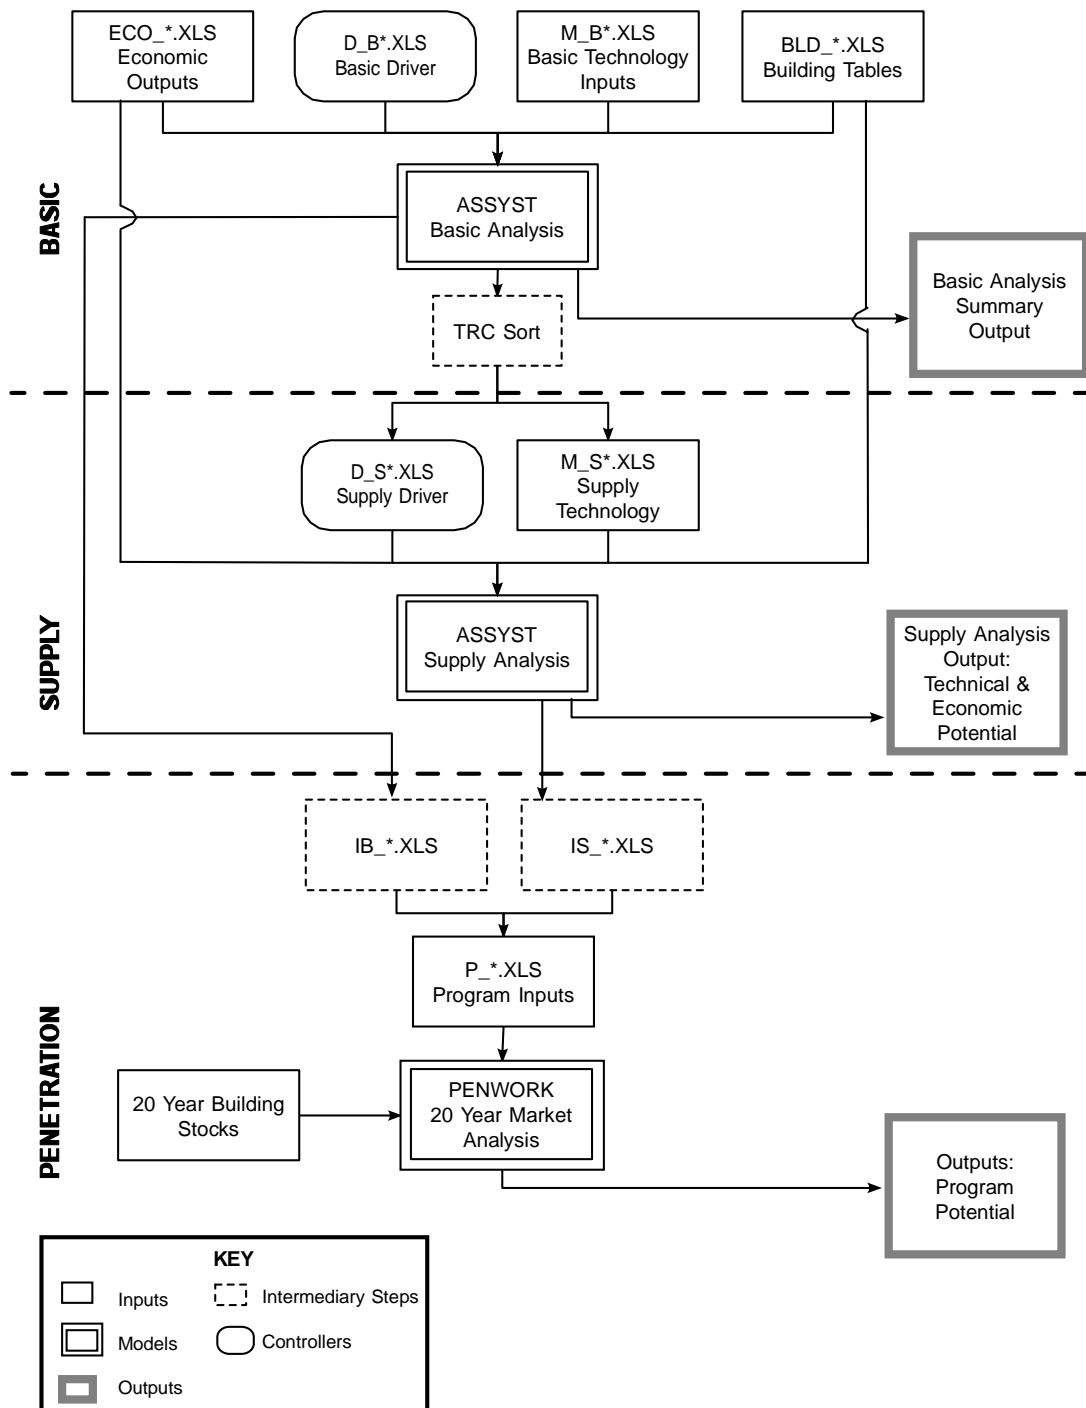 ECO_*.XLS
Economic
Outputs
D_B*.XLS
Basic Driver
M_B*.XLS
Basic Technology
Inputs
BLD_*.XLS
Building Tables
BASIC
ASSYST
Basic Analysis
Basic Analysis
Summary
Output
TRC Sort
D_S*.XLS
Supply Driver
M_S*.XLS
Supply
Technology
SUPPLY
ASSYST
Supply Analysis
Supply Analysis
Output:
Technical &
Economic
Potential
IB_*.XLS
IS_*.XLS
P_*.XLS
Program Inputs
PENETRATION
20 Year Building
Stocks
PENWORK
20 Year Market
Analysis
Outputs:
Program
Potential
KEY
Inputs
Intermediary Steps
Models
Controllers
Outputs